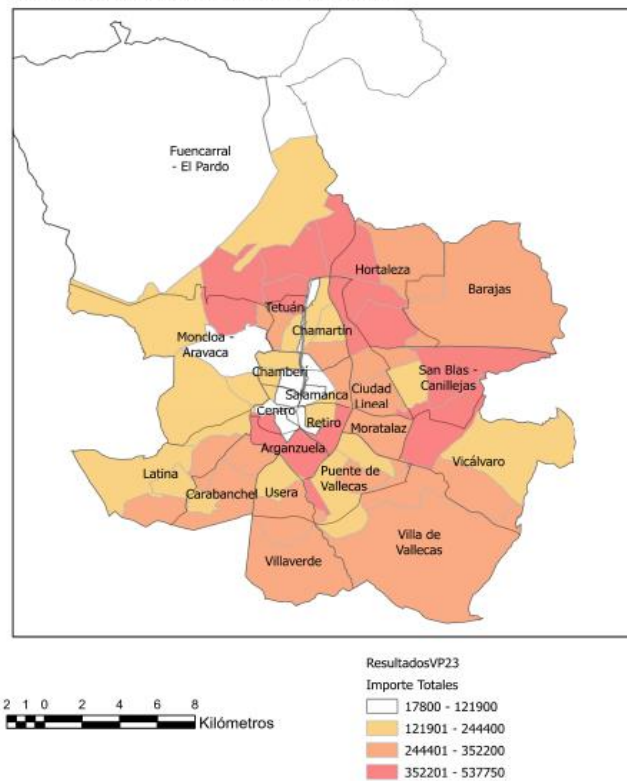 Fuencarral
- El Pardo
Hortaleza
Barajas
Tetuán
Chamartín
Moncloa -
Aravaca
San Blas -
Canillejas
Chamberí
Ciudad
Lineal
Salamanca
Centro
Retiro
Moratalaz
Arganzuela
Vicálvaro
Latina
Puente de
Vallecas
Carabanchel
Usera
Villa de
Vallecas
Villaverde
ResultadosVP23
Importe Totales
17800 - 121900
121901 - 244400
244401 - 352200
352201 - 537750
2 1 0 2 4 6 8
Kilómetros